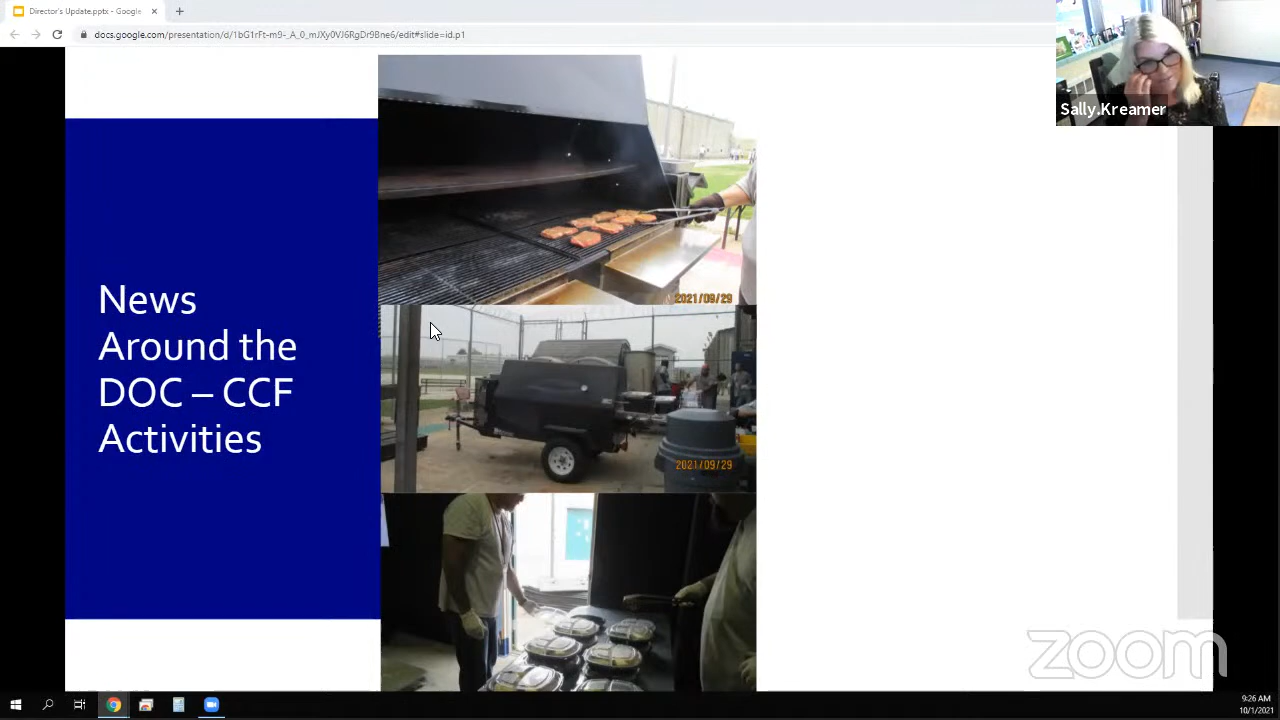 Director's Update.pptx - Google
docs.google.com/presentation/d/1bG1rFt-m9-_A_0_mJXy0VJ6RgDr9Bne6/edit#slide=id.p1
Sally.Kreamer
News
Around the
DOC – CCF
Activities
2021/09/29
2021/09/29
zoom
9:26 AM
10/1/2021